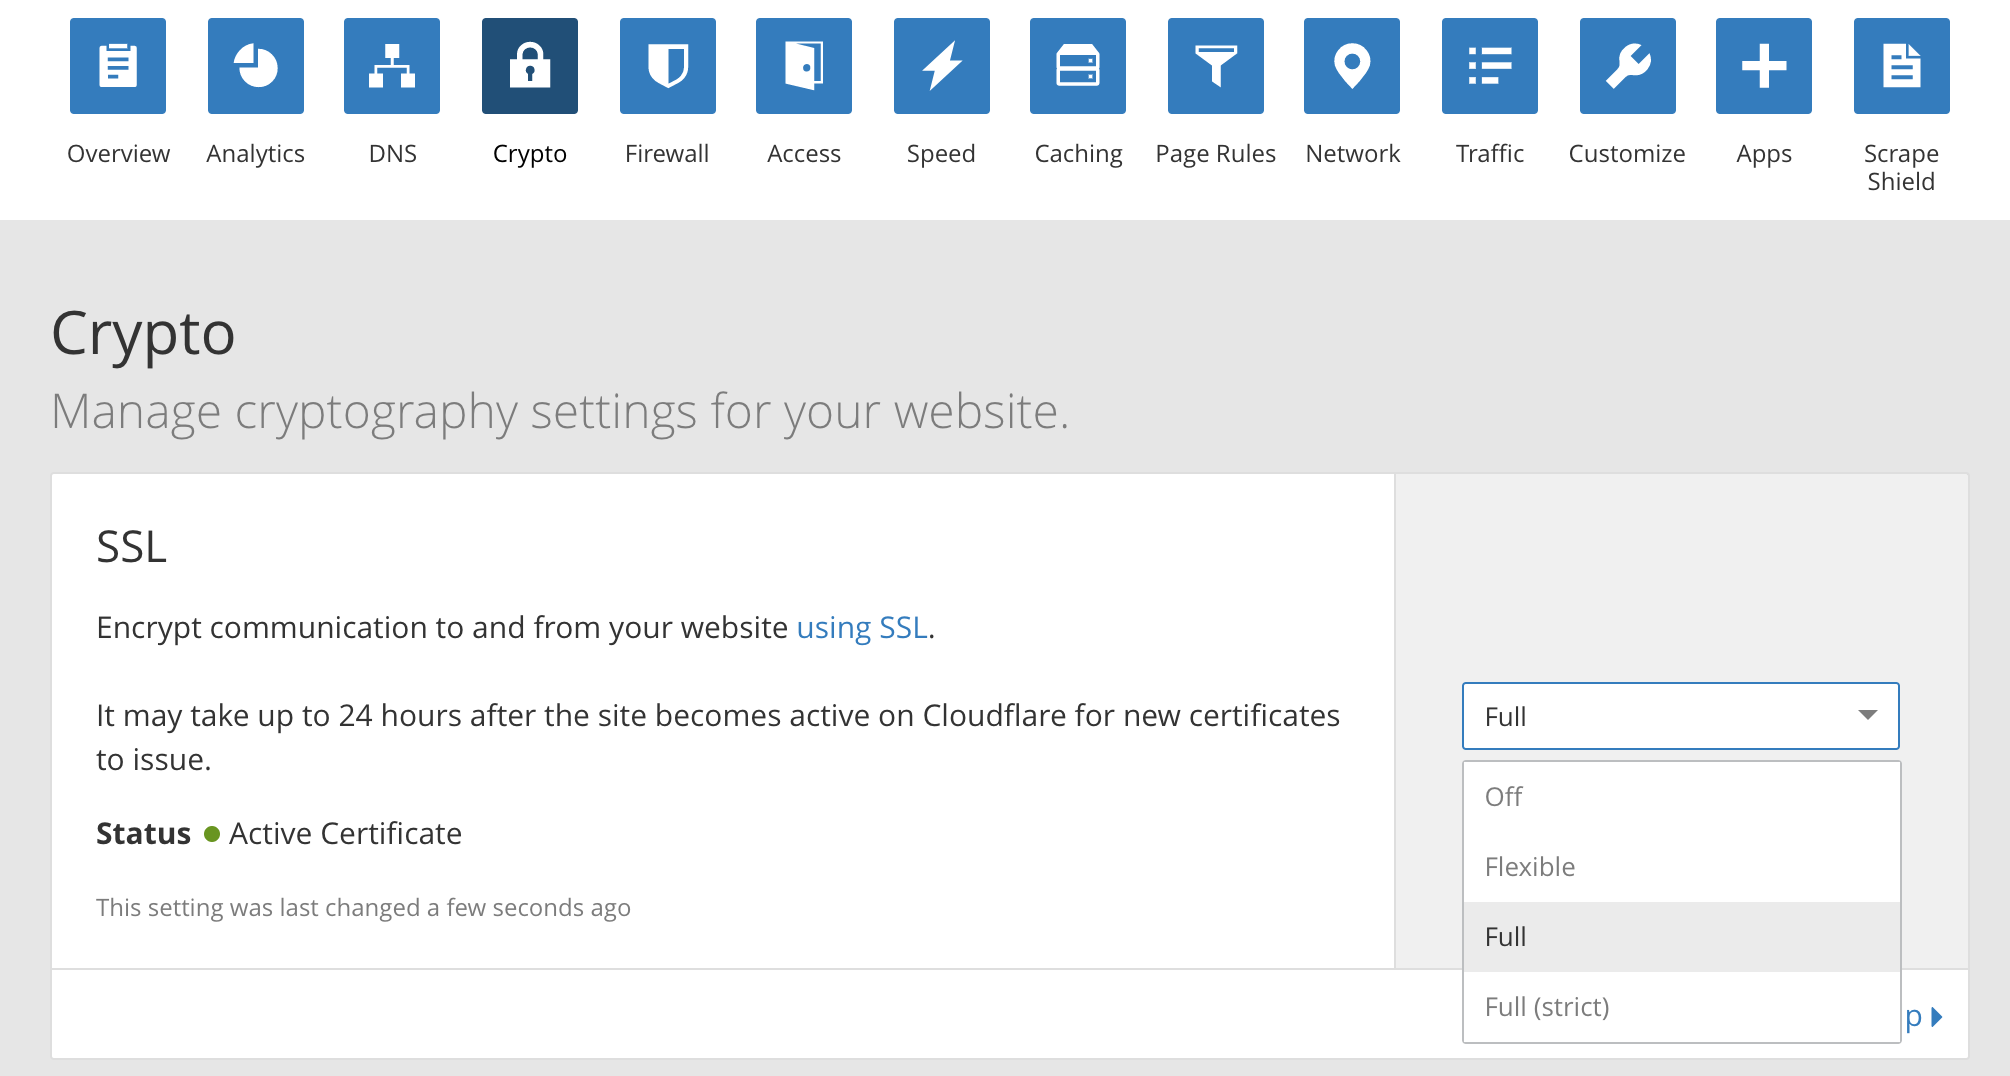 Overview Analytics DNS Crypto Firewall Access Speed Caching Page Rules Network Traffic Customize Apps Scrape
Shield
Crypto
Manage cryptography settings for your website.
SSL
Encrypt communication to and from your website using SSL.
It may take up to 24 hours after the site becomes active on Cloudflare for new certificates
to issue.
Status Active Certificate
This setting was last changed a few seconds ago
Full
Off
Flexible
Full
Full (strict)
p